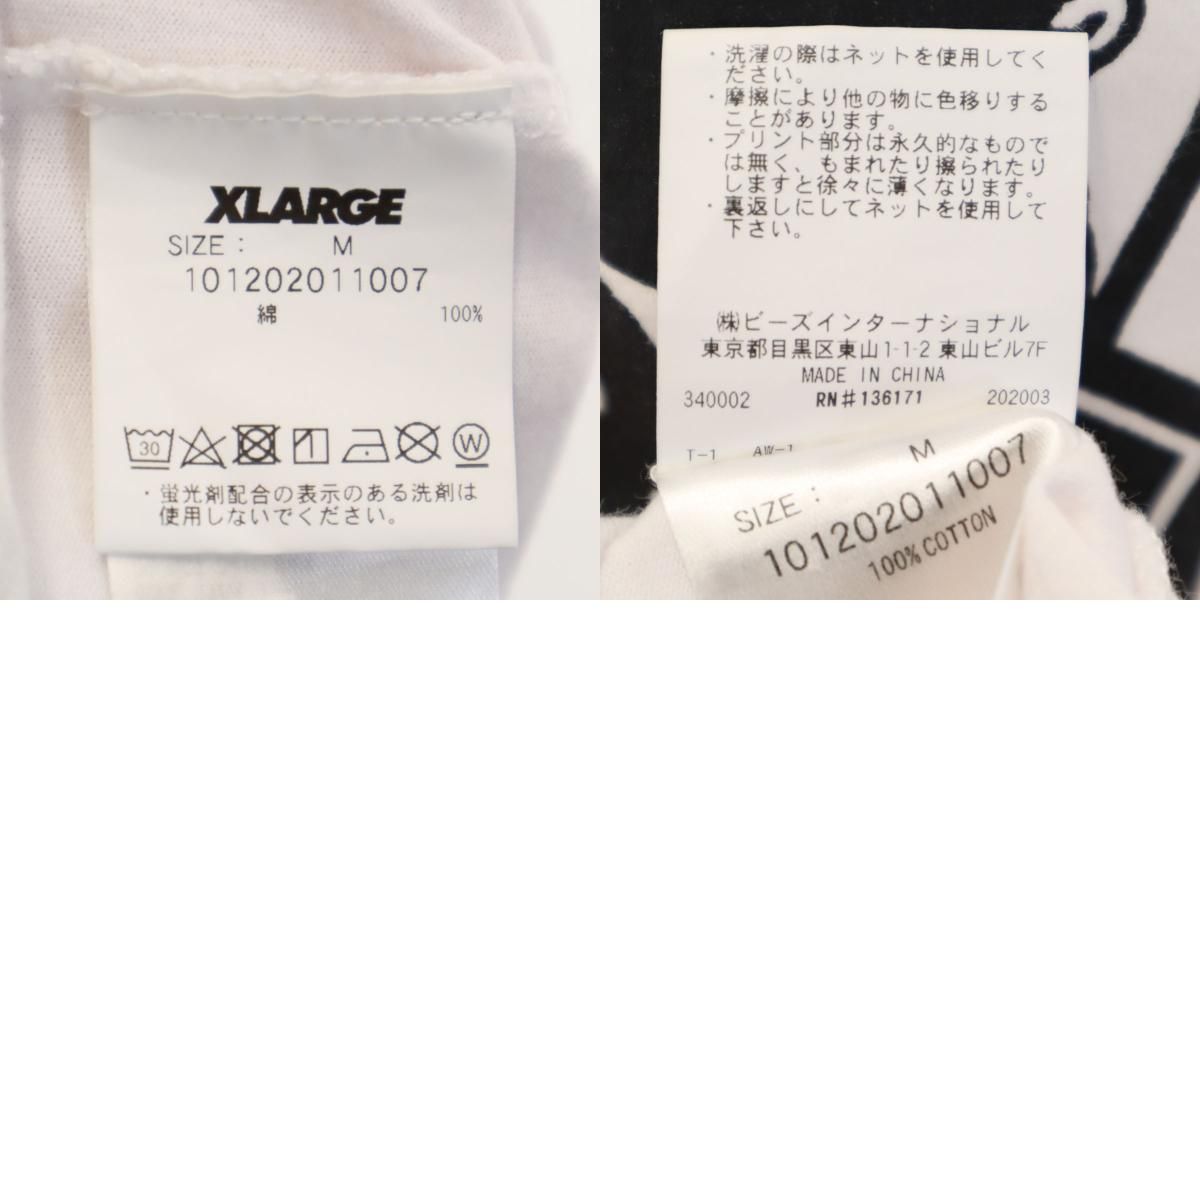 XLARGE
SIZE： M
101202011007
綿 100%
30
W
・蛍光剤配合の表示のある洗剤は
使用しないでください。
・洗濯の際はネットを使用してく
ださい。
・摩擦により他の物に色移りする
ことがあります。
・プリント部分は永久的なもので
は無く、もまれたり擦られたり
しますと徐々に薄くなります。
・裏返しにしてネットを使用して
下さい。
㈱ビーズインターナショナル
東京都目黒区東山1-1-2 東山ビル7F
MADE IN CHINA
340002 RN#136171 202003
T-1 AW-1
SIZE： M
101202011007
100% COTTON